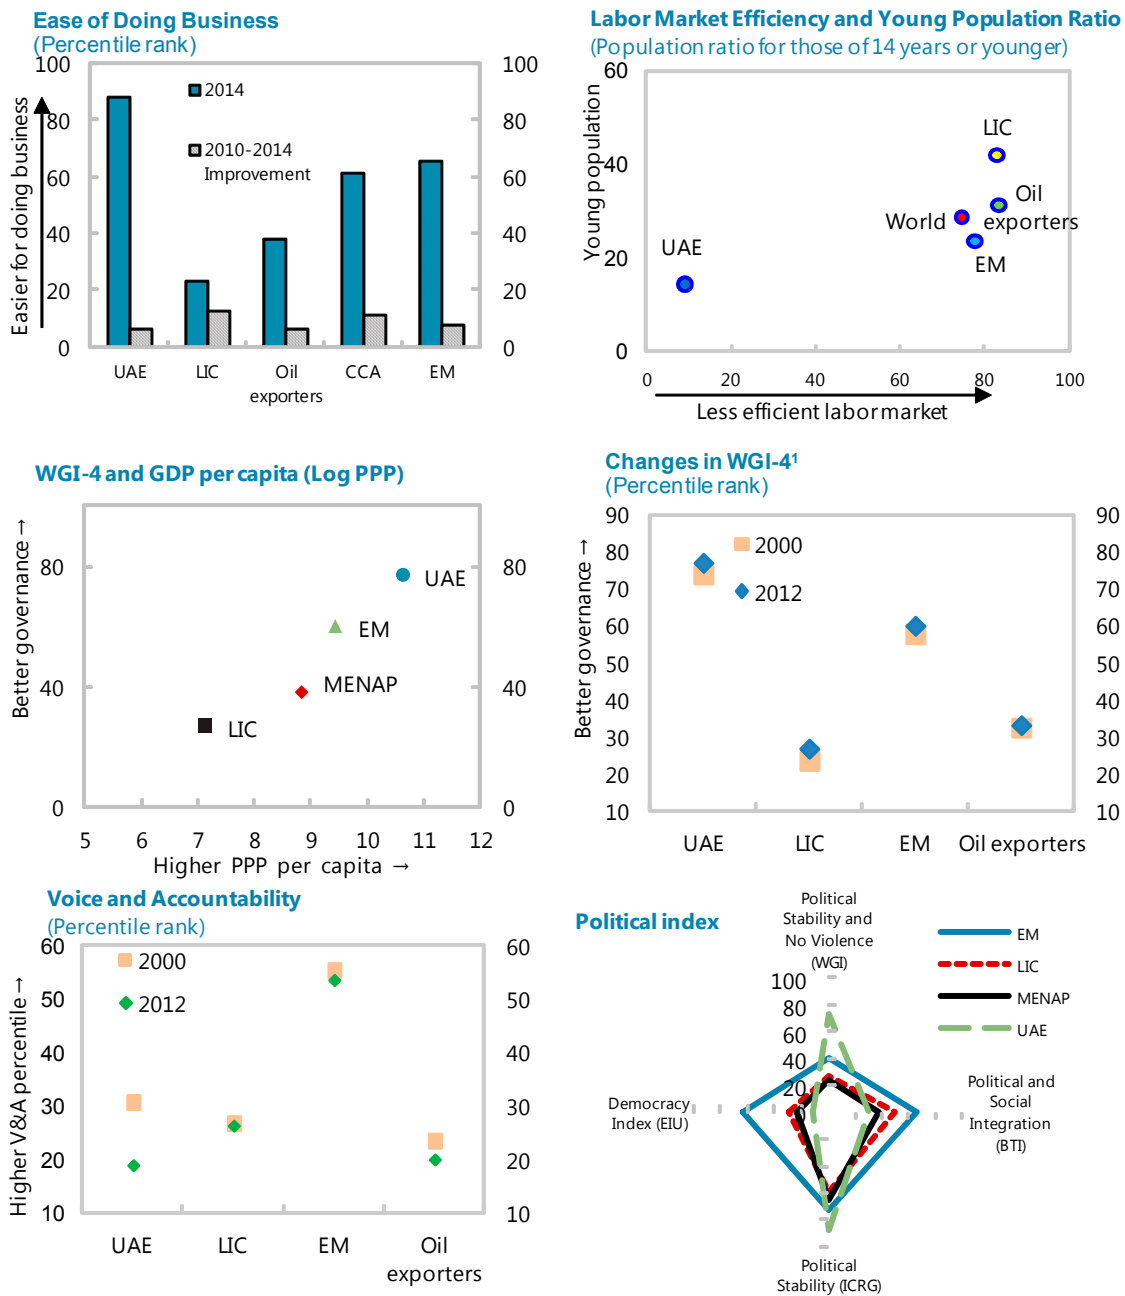 Ease of Doing Business
(Percentile rank)
Easier for doing business
100
80
60
40
20
0
2014
2010-2014
Improvement
100
80
60
40
20
0
UAE
LIC
Oil
exporters
CCA
EM
Labor Market Efficiency and Young Population Ratio
(Population ratio for those of 14 years or younger)
Young population
60
40
20
0
LIC
Oil
exporters
World
EM
UAE
0 20 40 60 80 100
Less efficient labor market
WGI-4 and GDP per capita (Log PPP)
Better governance →
80
40
0
UAE
EM
MENAP
LIC
80
40
0
5 6 7 8 9 10 11 12
Higher PPP per capita →
Changes in WGI-4¹
(Percentile rank)
Better governance →
90
80
70
60
50
40
30
20
10
2000
2012
90
80
70
60
50
40
30
20
10
UAE LIC EM Oil exporters
Voice and Accountability
(Percentile rank)
Higher V&A percentile →
60
50
40
30
20
10
2000
2012
60
50
40
30
20
10
UAE
LIC
EM
Oil
exporters
Political index
Political
Stability and
No Violence
(WGI)
EM
LIC
MENAP
UAE
100
80
60
40
20
0
Democracy
Index (EIU)
Political and
Social
Integration
(BTI)
Political
Stability (ICRG)